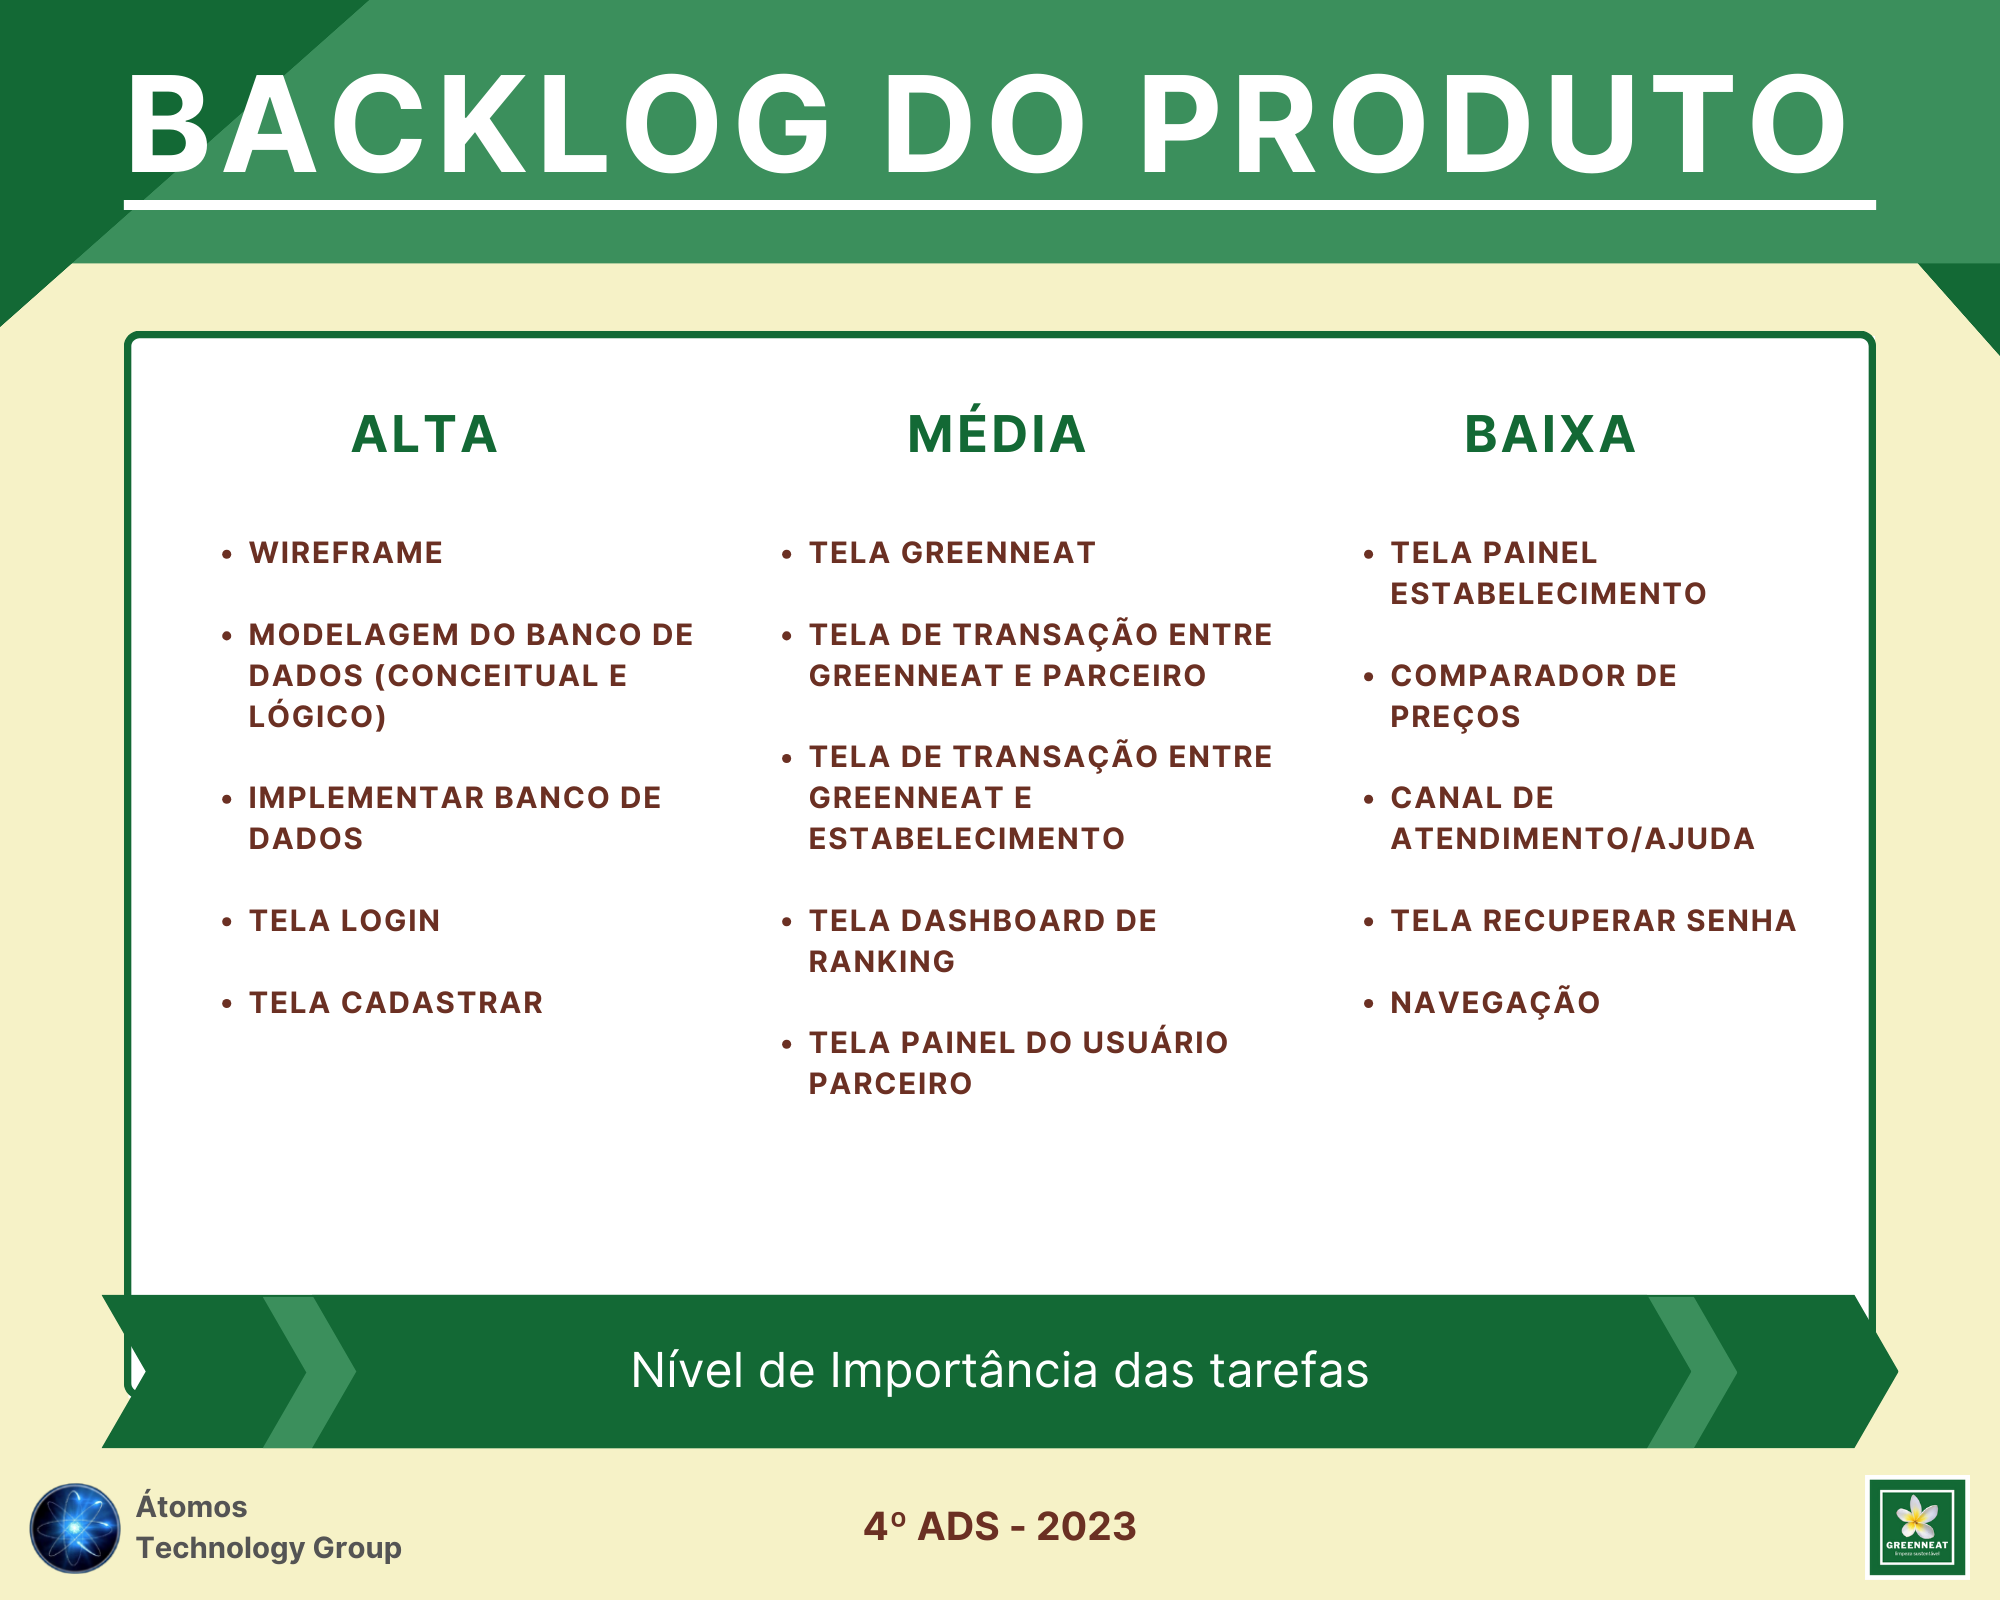 BACKLOG DO PRODUTO
ALTA
• WIREFRAME
• MODELAGEM DO BANCO DE
DADOS (CONCEITUAL E
LÓGICO)
• IMPLEMENTAR BANCO DE
DADOS
• TELA LOGIN
• TELA CADASTRAR
MÉDIA
• TELA GREENNEAT
• TELA DE TRANSAÇÃO ENTRE
GREENNEAT E PARCEIRO
• TELA DE TRANSAÇÃO ENTRE
GREENNEAT E
ESTABELECIMENTO
• TELA DASHBOARD DE
RANKING
• TELA PAINEL DO USUÁRIO
PARCEIRO
BAIXA
• TELA PAINEL
ESTABELECIMENTO
• COMPARADOR DE
PREÇOS
• CANAL DE
ATENDIMENTO/AJUDA
• TELA RECUPERAR SENHA
• NAVEGAÇÃO
Nível de Importância das tarefas
Átomos
Technology Group
4º ADS - 2023
GREENNEAT